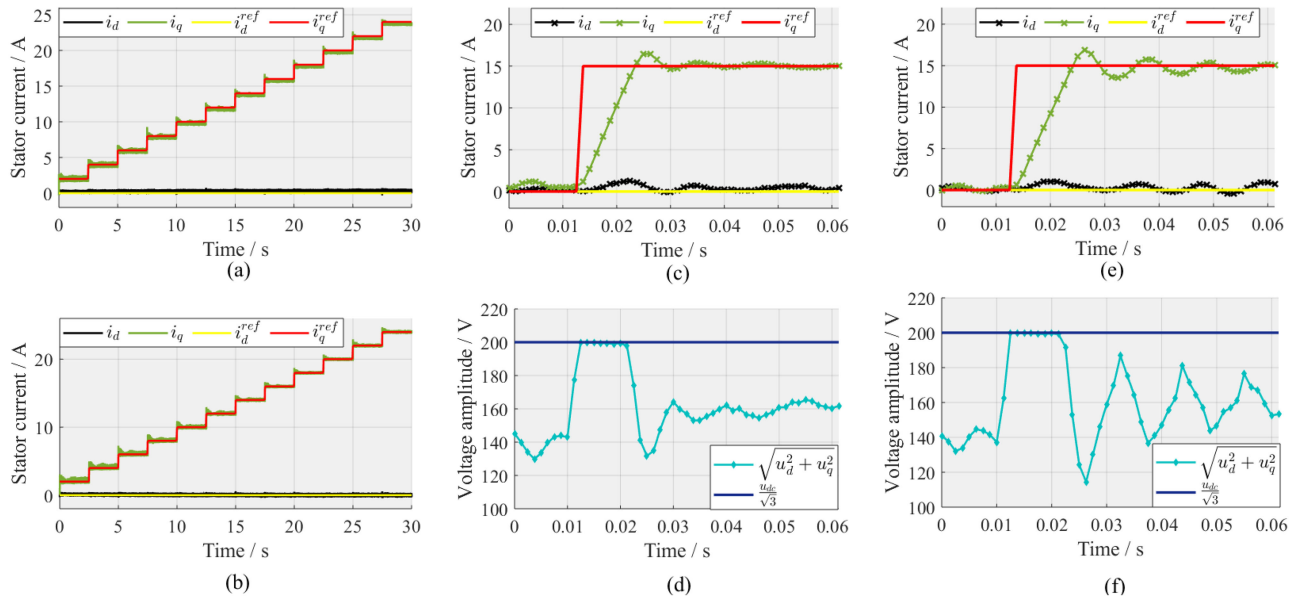 i_d i_q i_d^ref i_q^ref
Stator current / A
25
20
15
10
5
0
0 5 10 15 20 25 30
Time / s
(a)
i_d i_q i_d^ref i_q^ref
Stator current / A
20
10
0
0 5 10 15 20 25 30
Time / s
(b)
i_d i_q i_d^ref i_q^ref
Stator current / A
20
15
10
5
0
0 0.01 0.02 0.03 0.04 0.05 0.06
Time / s
(c)
Voltage amplitude / V
220
200
180
160
140
120
100
√(u_d^2 + u_q^2)
u_dc/√3
0 0.01 0.02 0.03 0.04 0.05 0.06
Time / s
(d)
i_d i_q i_d^ref i_q^ref
Stator current / A
20
15
10
5
0
0 0.01 0.02 0.03 0.04 0.05 0.06
Time / s
(e)
Voltage amplitude / V
220
200
180
160
140
120
100
√(u_d^2 + u_q^2)
u_dc/√3
0 0.01 0.02 0.03 0.04 0.05 0.06
Time / s
(f)